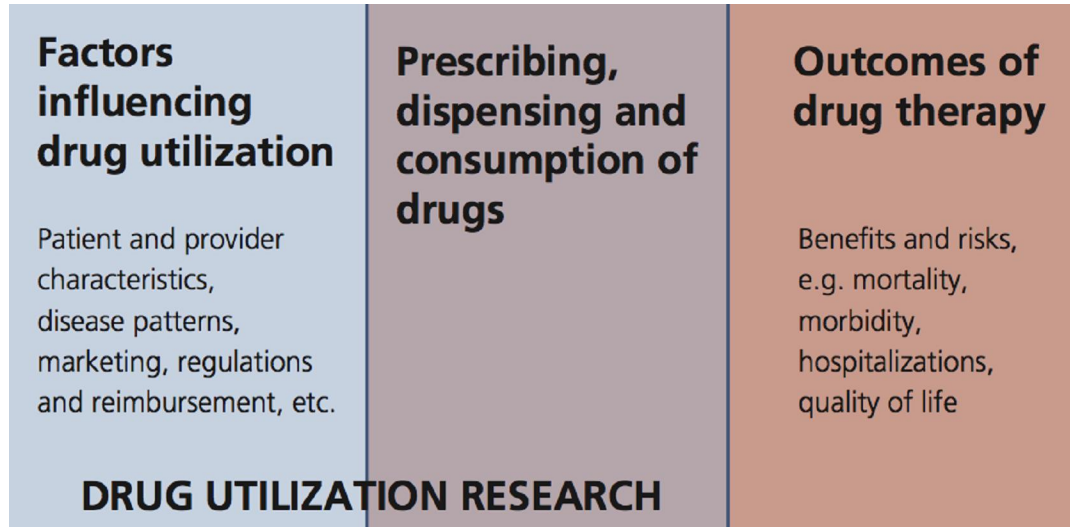 Factors
influencing
drug utilization
Patient and provider
characteristics,
disease patterns,
marketing, regulations
and reimbursement, etc.
Prescribing,
dispensing and
consumption of
drugs
Outcomes of
drug therapy
Benefits and risks,
e.g. mortality,
morbidity,
hospitalizations,
quality of life
DRUG UTILIZATION RESEARCH